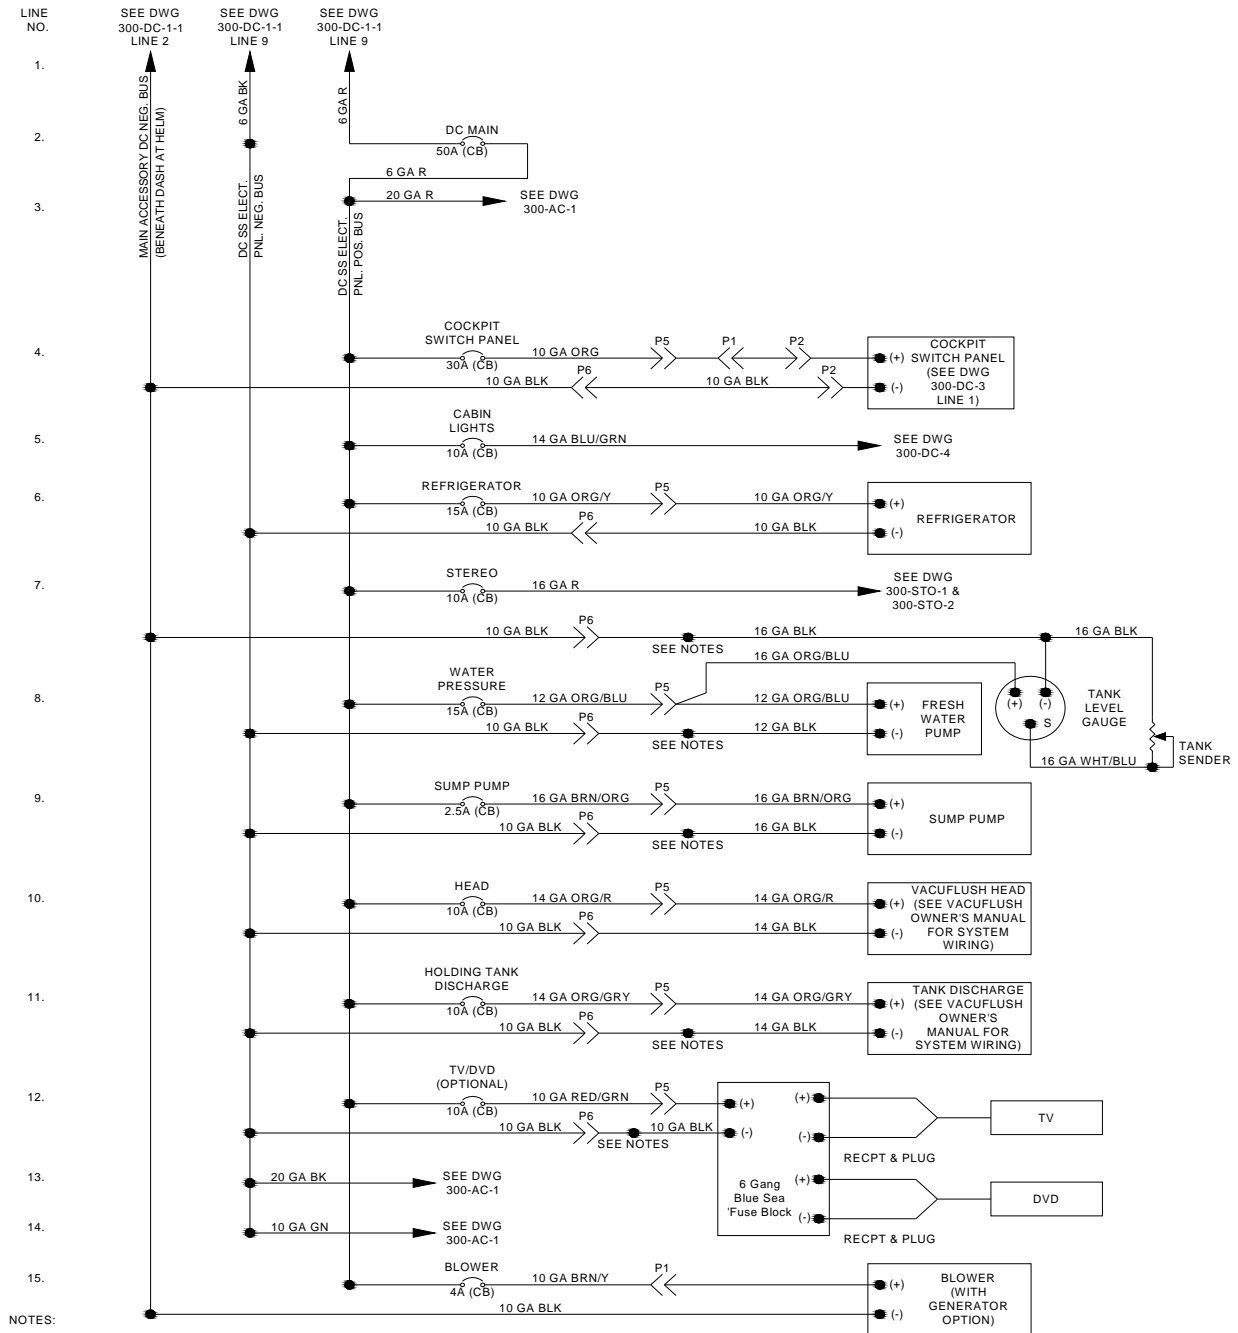 LINE
NO.
SEE DWG
300-DC-1-1
LINE 2
SEE DWG
300-DC-1-1
LINE 9
SEE DWG
300-DC-1-1
LINE 9
1.
MAIN ACCESSORY DC NEG. BUS
(BENEATH DASH AT HELM)
6 GA BK
6 GA R
2.
DC MAIN
50A (CB)
6 GA R
DC SS ELECT.
PNL. NEG. BUS
DC SS ELECT.
PNL. POS. BUS
3.
20 GA R
SEE DWG
300-AC-1
4.
COCKPIT
SWITCH PANEL
30A (CB)
10 GA ORG
P5
P1
P2
10 GA BLK
P6
10 GA BLK
P2
(+)
(-)
COCKPIT
SWITCH PANEL
(SEE DWG
300-DC-3
LINE 1)
5.
CABIN
LIGHTS
10A (CB)
14 GA BLU/GRN
SEE DWG
300-DC-4
6.
REFRIGERATOR
15A (CB)
10 GA ORG/Y
P5
10 GA ORG/Y
(+)
10 GA BLK
P6
10 GA BLK
(-)
REFRIGERATOR
7.
STEREO
10A (CB)
16 GA R
SEE DWG
300-STO-1 &
300-STO-2
10 GA BLK
P6
SEE NOTES
16 GA BLK
16 GA BLK
16 GA ORG/BLU
8.
WATER
PRESSURE
15A (CB)
12 GA ORG/BLU
P5
12 GA ORG/BLU
(+)
10 GA BLK
P6
SEE NOTES
12 GA BLK
(-)
FRESH
WATER
PUMP
(+)
(-)
S
TANK
LEVEL
GAUGE
16 GA WHT/BLU
TANK
SENDER
9.
SUMP PUMP
2.5A (CB)
16 GA BRN/ORG
P5
16 GA BRN/ORG
(+)
10 GA BLK
P6
SEE NOTES
16 GA BLK
(-)
SUMP PUMP
10.
HEAD
10A (CB)
14 GA ORG/R
P5
14 GA ORG/R
(+)
10 GA BLK
P6
14 GA BLK
(-)
VACUFLUSH HEAD
(SEE VACUFLUSH
OWNER'S MANUAL
FOR SYSTEM
WIRING)
11.
HOLDING TANK
DISCHARGE
10A (CB)
14 GA ORG/GRY
P5
14 GA ORG/GRY
(+)
10 GA BLK
P6
SEE NOTES
14 GA BLK
(-)
TANK DISCHARGE
(SEE VACUFLUSH
OWNER'S
MANUAL FOR
SYSTEM WIRING)
12.
TV/DVD
(OPTIONAL)
10A (CB)
10 GA RED/GRN
P5
(+)
10 GA BLK
P6
SEE NOTES
10 GA BLK
(-)
(+)
(-)
TV
RECPT & PLUG
13.
20 GA BK
SEE DWG
300-AC-1
6 Gang
Blue Sea
'Fuse Block
(+)
(-)
DVD
RECPT & PLUG
14.
10 GA GN
SEE DWG
300-AC-1
15.
BLOWER
4A (CB)
10 GA BRN/Y
P1
(+)
10 GA BLK
(-)
BLOWER
(WITH
GENERATOR
OPTION)
NOTES: